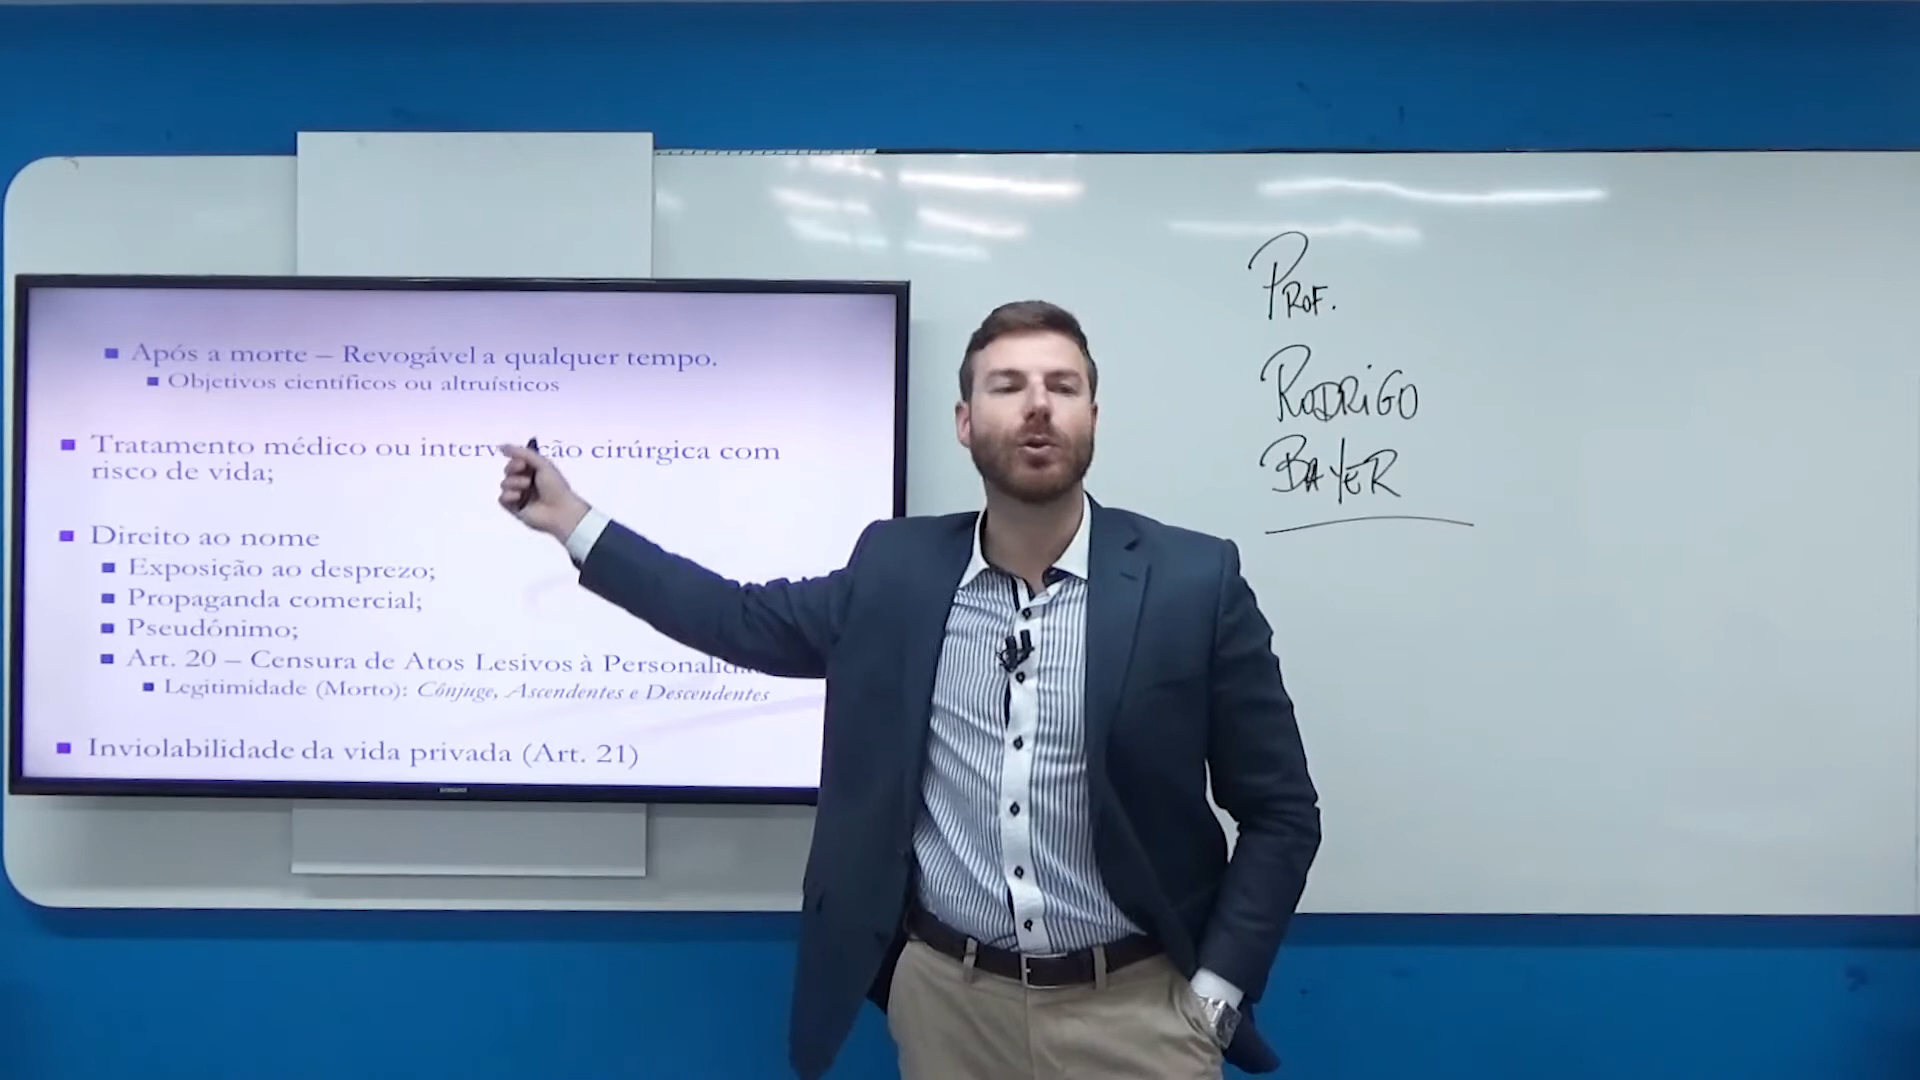 Após a morte – Revogável a qualquer tempo.
Objetivos científicos ou altruísticos
Tratamento médico ou cirúrgica com
risco de vida;
Direito ao nome
Exposição ao desprezo;
Propaganda comercial;
Pseudónimo;
Art. 20 – Censura de Atos Lesivos à
Legitimidade (Morto): Cônjuge, Ascendentes e Descendentes
Inviolabilidade da vida privada (Art. 21)
SAMSUNG
PROF.
RODRIGO
BAYER